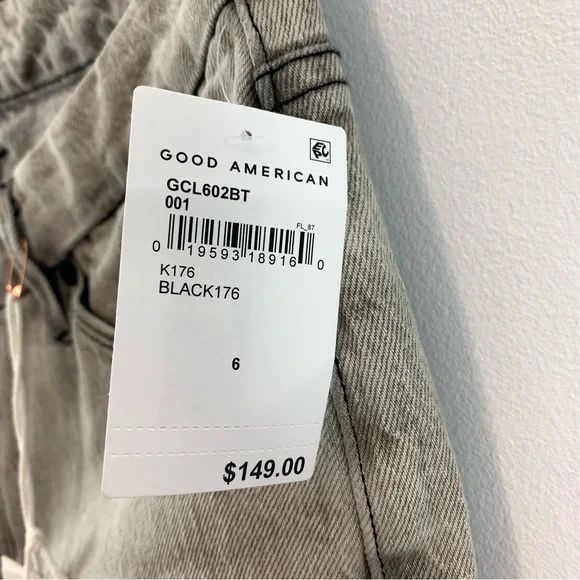 GOOD AMERICAN
GCL602BT
001
FL_87
0 19593 18916 0
K176
BLACK176
6
$149.00